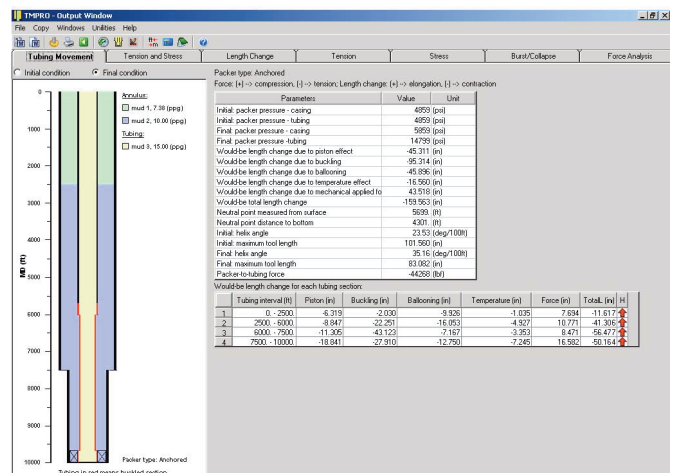 TMPRO - Output Window
File Copy Windows Utilities Help
Tubing Movement Tension and Stress Length Change Tension Stress Burst/Collapse Force Analysis
Initial condition Final condition
Packer type: Anchored
Force: (+) --> compression, (-) --> tension; Length change: (+) --> elongation, (-) --> contraction
Parameters Value Unit
Initial: packer pressure - casing 4859 (psi)
Initial: packer pressure - tubing 4859 (psi)
Final: packer pressure - casing 5859 (psi)
Final: packer pressure -tubing 14799 (psi)
Would-be length change due to piston effect -45.311 (in)
Would-be length change due to buckling -95.314 (in)
Would-be length change due to ballooning -45.896 (in)
Would-be length change due to temperature effect -16.560 (in)
Would-be length change due to mechanical applied fo 43.518 (in)
Would-be total length change -159.563 (in)
Neutral point measured from surface 5699. (ft)
Neutral point distance to bottom 4301. (ft)
Initial: helix angle 23.53 (deg/100ft)
Initial: maximum tool length 101.560 (in)
Final: helix angle 35.16 (deg/100ft)
Final: maximum tool length 83.082 (in)
Packer-to-tubing force -44268 (lbf)
Would-be length change for each tubing section:
Tubing interval (ft) Piston (in) Buckling (in) Ballooning (in) Temperature (in) Force (in) TotalL (in) H
1 0. - 2500. -6.319 -2.030 -9.926 -1.035 7.694 -11.617
2 2500. - 6000. -8.847 -22.251 -16.053 -4.927 10.771 -41.306
3 6000. - 7500. -11.305 -43.123 -7.167 -3.353 8.471 -56.477
4 7500. - 10000. -18.841 -27.910 -12.750 -7.245 16.582 -50.164
Annulus:
mud 1, 7.38 (ppg)
mud 2, 10.00 (ppg)
Tubing:
mud 3, 15.00 (ppg)
MD (ft)
0
1000
2000
3000
4000
5000
6000
7000
8000
9000
10000
Packer type: Anchored
Tubing in red means buckled section